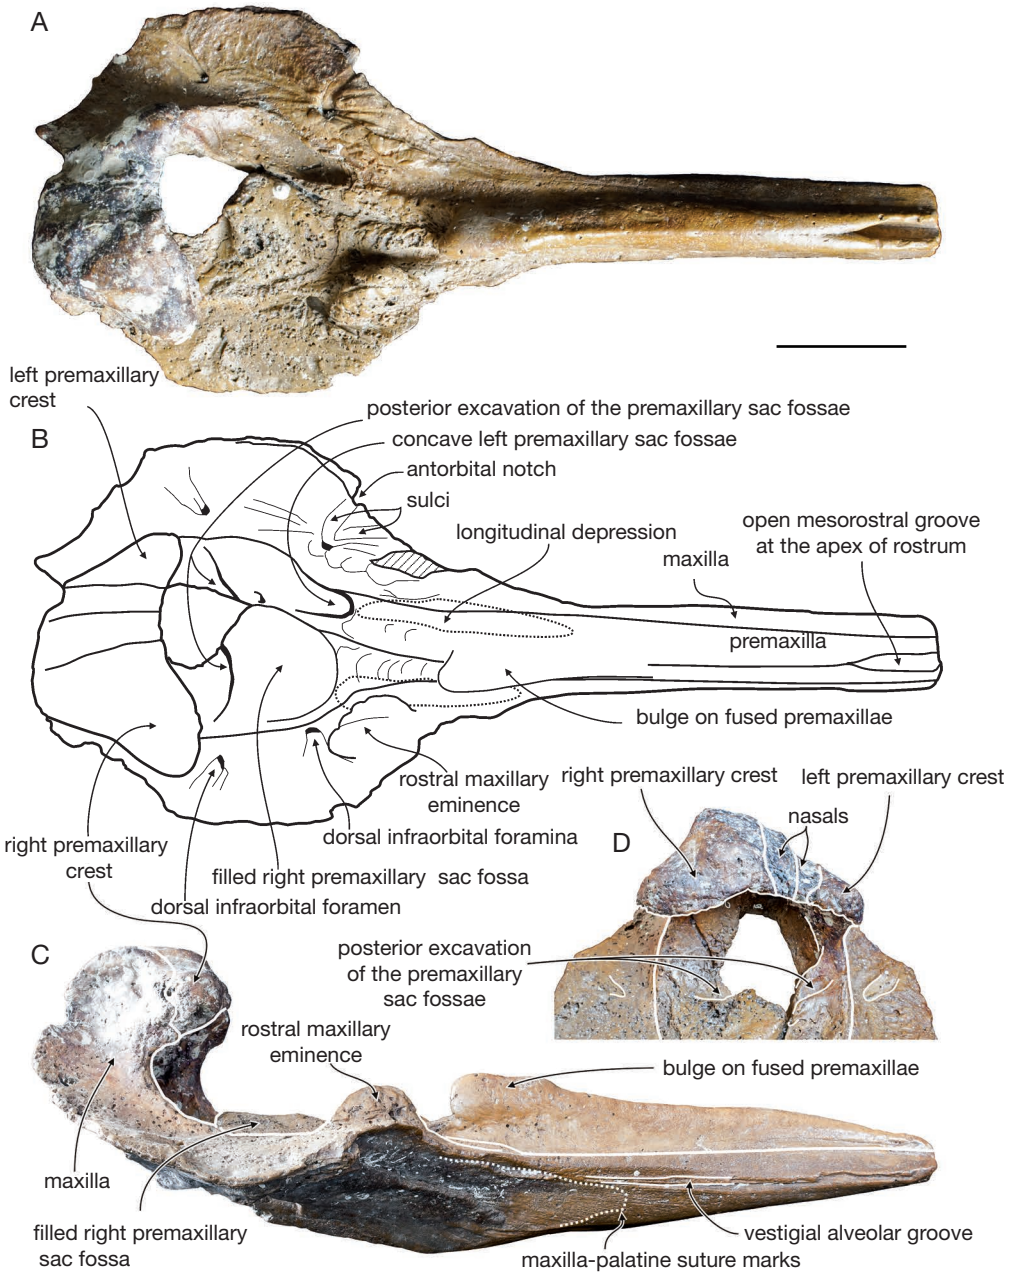 A
left premaxillary
crest
B
posterior excavation of the premaxillary sac fossae
concave left premaxillary sac fossae
antorbital notch
sulci
longitudinal depression
open mesorostral groove
at the apex of rostrum
maxilla
premaxilla
bulge on fused premaxillae
rostral maxillary
eminence
dorsal infraorbital foramina
right premaxillary
crest
filled right premaxillary sac fossa
dorsal infraorbital foramen
right premaxillary crest
left premaxillary crest
D
nasals
posterior excavation
of the premaxillary
sac fossae
C
rostral maxillary
eminence
bulge on fused premaxillae
maxilla
filled right premaxillary
sac fossa
vestigial alveolar groove
maxilla-palatine suture marks